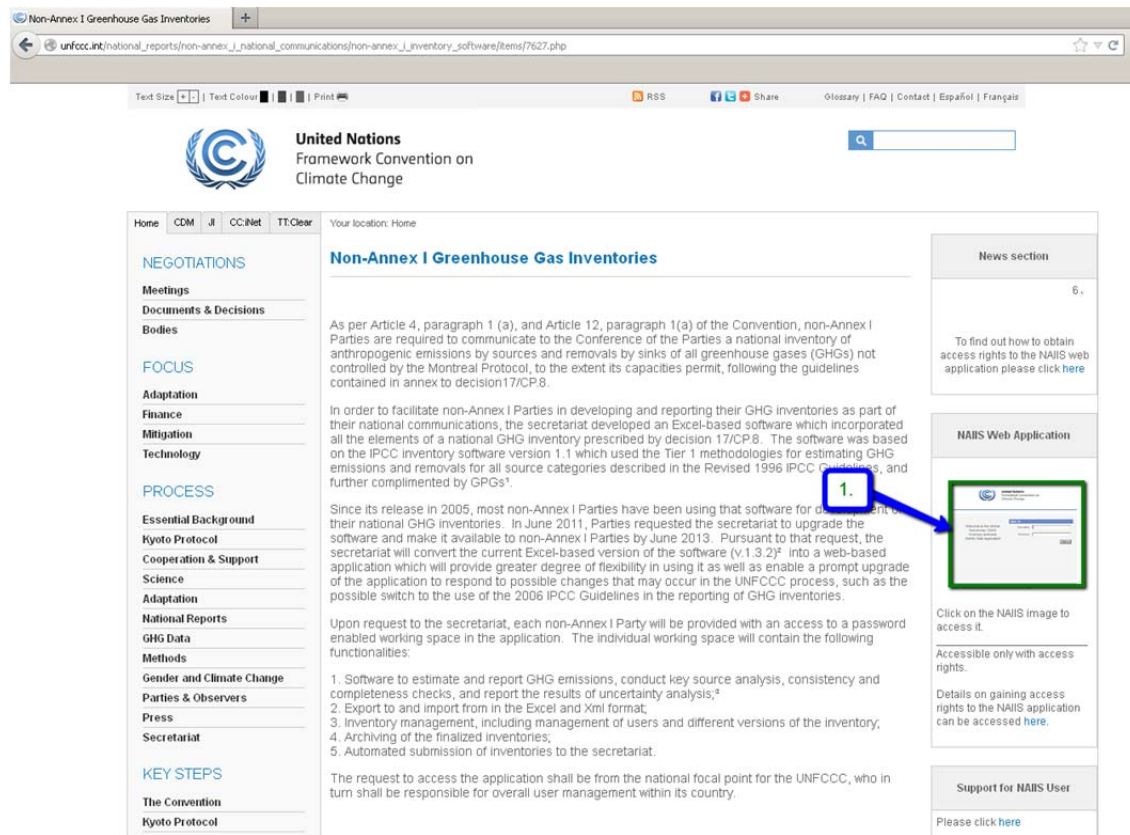 Non-Annex I Greenhouse Gas Inventories
unfccc.int/national_reports/non-annex_i_national_communications/non-annex_i_inventory_software/items/7627.php
Text Size + - | Text Colour | | | Print
RSS
Share
Glossary | FAQ | Contact | Español | Français
United Nations
Framework Convention on
Climate Change
Home CDM JI CC:iNet TT:Clear
Your location: Home
NEGOTIATIONS
Meetings
Documents & Decisions
Bodies
FOCUS
Adaptation
Finance
Mitigation
Technology
PROCESS
Essential Background
Kyoto Protocol
Cooperation & Support
Science
Adaptation
National Reports
GHG Data
Methods
Gender and Climate Change
Parties & Observers
Press
Secretariat
KEY STEPS
The Convention
Kyoto Protocol
Non-Annex I Greenhouse Gas Inventories
As per Article 4, paragraph 1 (a), and Article 12, paragraph 1(a) of the Convention, non-Annex I
Parties are required to communicate to the Conference of the Parties a national inventory of
anthropogenic emissions by sources and removals by sinks of all greenhouse gases (GHGs) not
controlled by the Montreal Protocol, to the extent its capacities permit, following the guidelines
contained in annex to decision17/CP.8.
In order to facilitate non-Annex I Parties in developing and reporting their GHG inventories as part of
their national communications, the secretariat developed an Excel-based software which incorporated
all the elements of a national GHG inventory prescribed by decision 17/CP.8. The software was based
on the IPCC inventory software version 1.1 which used the Tier 1 methodologies for estimating GHG
emissions and removals for all source categories described in the Revised 1996 IPCC Guidelines, and
further complimented by GPGs¹.
Since its release in 2005, most non-Annex I Parties have been using that software for development
their national GHG inventories. In June 2011, Parties requested the secretariat to upgrade the
software and make it available to non-Annex I Parties by June 2013. Pursuant to that request, the
secretariat will convert the current Excel-based version of the software (v.1.3.2)² into a web-based
application which will provide greater degree of flexibility in using it as well as enable a prompt upgrade
of the application to respond to possible changes that may occur in the UNFCCC process, such as the
possible switch to the use of the 2006 IPCC Guidelines in the reporting of GHG inventories.
Upon request to the secretariat, each non-Annex I Party will be provided with an access to a password
enabled working space in the application. The individual working space will contain the following
functionalities:
1. Software to estimate and report GHG emissions, conduct key source analysis, consistency and
completeness checks, and report the results of uncertainty analysis;
2. Export to and import from in the Excel and Xml format;
3. Inventory management, including management of users and different versions of the inventory;
4. Archiving of the finalized inventories;
5. Automated submission of inventories to the secretariat.
The request to access the application shall be from the national focal point for the UNFCCC, who in
turn shall be responsible for overall user management within its country.
1.
News section
6.
To find out how to obtain
access rights to the NAIIS web
application please click here
NAIIS Web Application
Click on the NAIIS image to
access it.
Accessible only with access
rights.
Details on gaining access
rights to the NAIIS application
can be accessed here.
Support for NAIIS User
Please click here